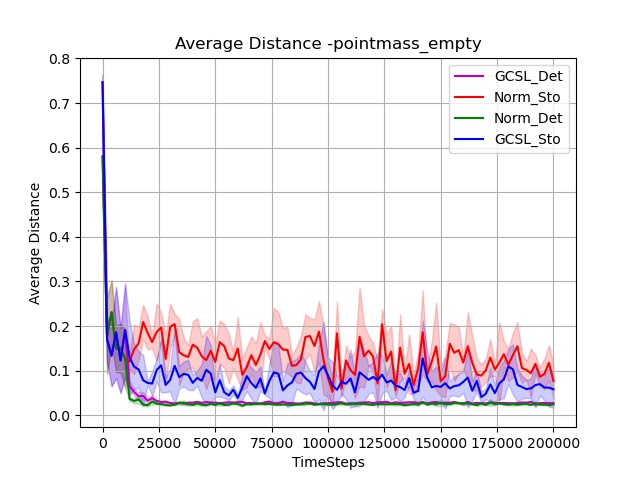 Average Distance -pointmass_empty
GCSL_Det
Norm_Sto
Norm_Det
GCSL_Sto
Average Distance
0.8
0.7
0.6
0.5
0.4
0.3
0.2
0.1
0.0
0 25000 50000 75000 100000 125000 150000 175000 200000
TimeSteps